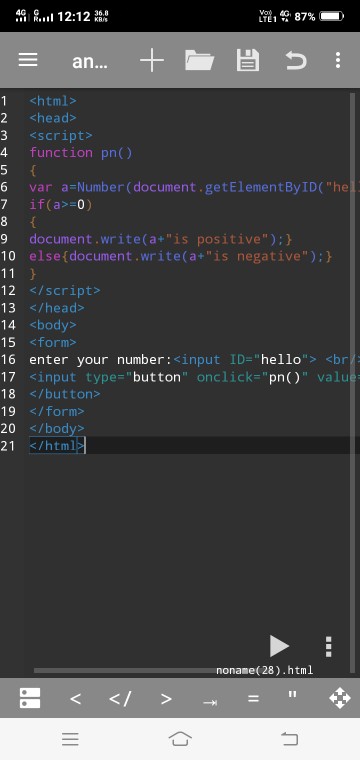 4G G 12:12 36.8 KB/s Vo) LTE1 4G 87%
an...
1 <html>
2 <head>
3 <script>
4 function pn()
5 {
6 var a=Number(document.getElementByID("hel
7 if(a>=0)
8 {
9 document.write(a+"is positive");}
10 else{document.write(a+"is negative");}
11 }
12 </script>
13 </head>
14 <body>
15 <form>
16 enter your number:<input ID="hello"> <br/
17 <input type="button" onclick="pn()" value=
18 </button>
19 </form>
20 </body>
21 </html>
noname(28).html
< </ > = "